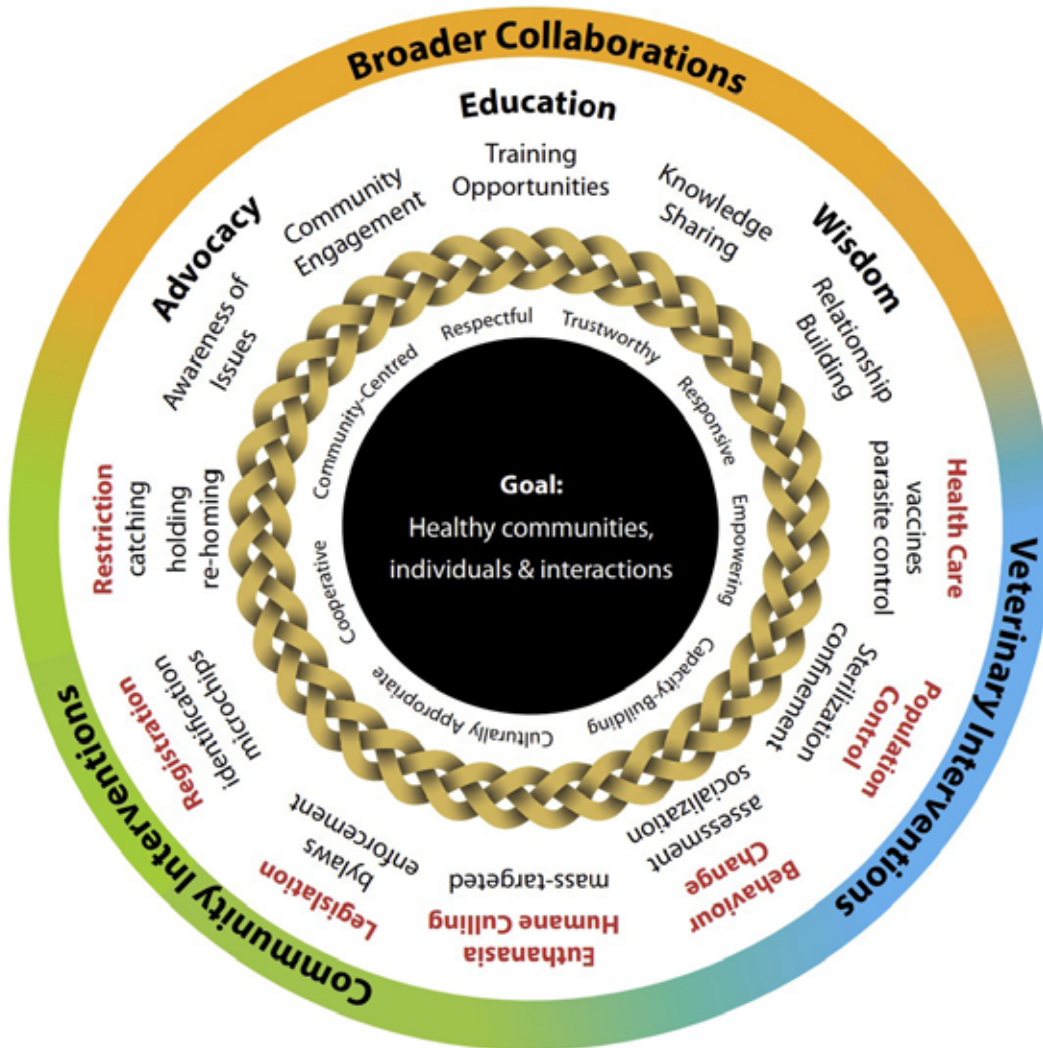 Broader Collaborations
Education
Training
Opportunities
Knowledge
Sharing
Wisdom
Relationship
Building
Health Care
vaccines
parasite control
Veterinary Interventions
Population
Control
Sterilization
confinement
Behaviour
Change
assessment
socialization
Euthanasia
Humane Culling
mass-targeted
Legislation
bylaws
enforcement
Community Interventions
Registration
identification
microchips
Restriction
catching
holding
re-homing
Advocacy
Awareness of
Issues
Community
Engagement
Respectful
Trustworthy
Responsive
Empowering
Capacity-Building
Culturally Appropriate
Cooperative
Community-Centred
Goal:
Healthy communities,
individuals & interactions